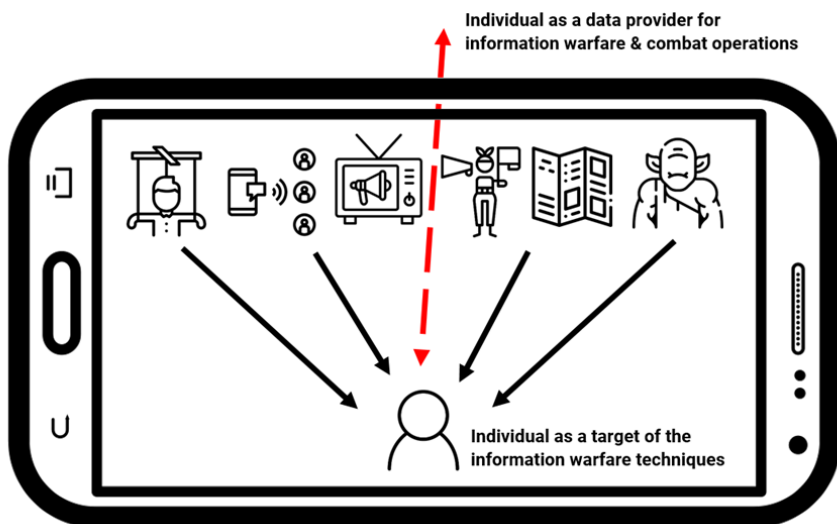 Individual as a data provider for
information warfare & combat operations
Individual as a target of the
information warfare techniques